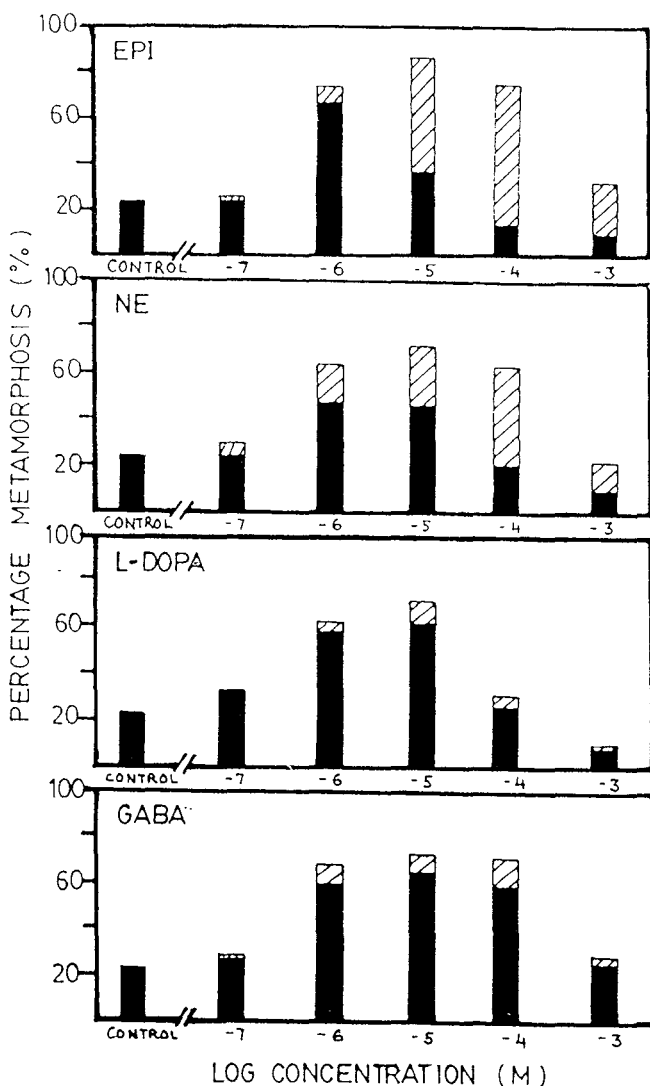 100
EPI
60
20
CONTROL -7 -6 -5 -4 -3
100
NE
60
20
CONTROL -7 -6 -5 -4 -3
100
L-DOPA
60
20
CONTROL -7 -6 -5 -4 -3
100
GABA
60
20
CONTROL -7 -6 -5 -4 -3
PERCENTAGE METAMORPHOSIS (%)
LOG CONCENTRATION (M)